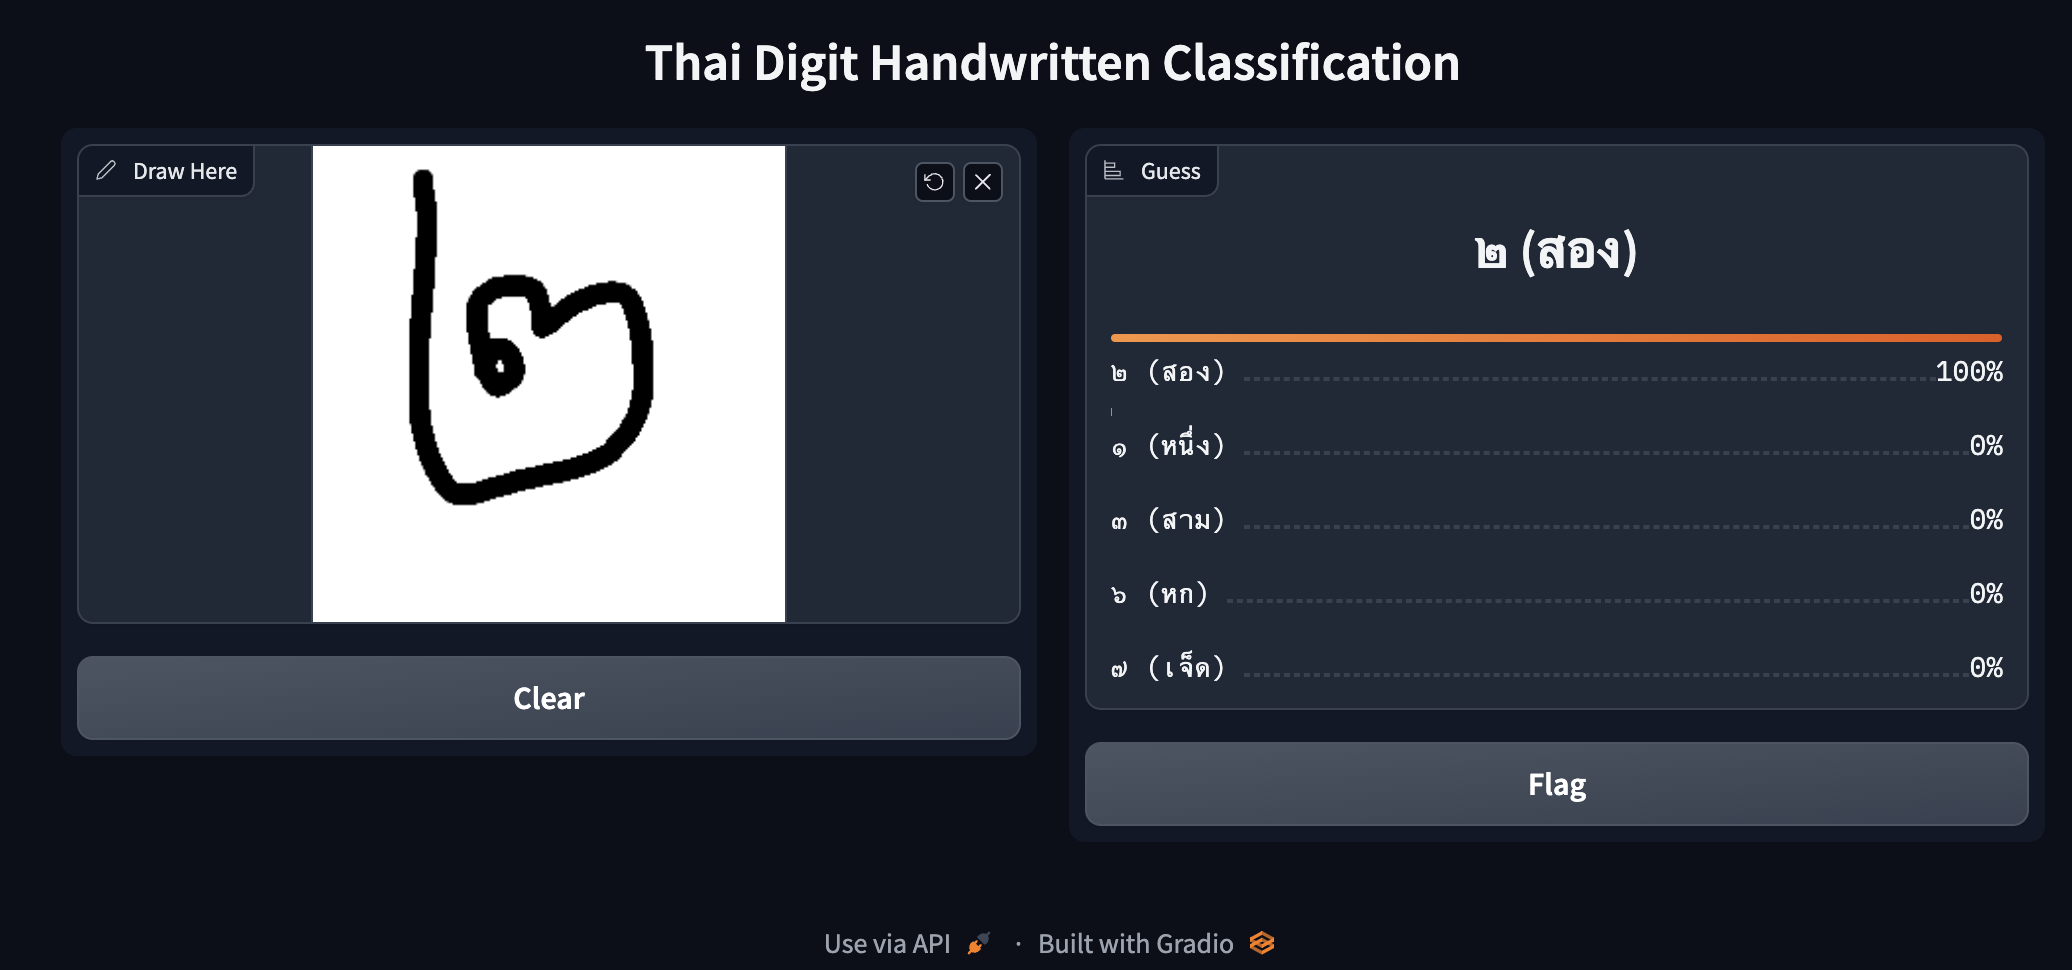 Thai Digit Handwritten Classification
Draw Here
๒
Clear
Guess
๒ (สอง)
๒ (สอง) 100%
๑ (หนึ่ง) 0%
๓ (สาม) 0%
๖ (หก) 0%
๗ (เจ็ด) 0%
Flag
Use via API · Built with Gradio